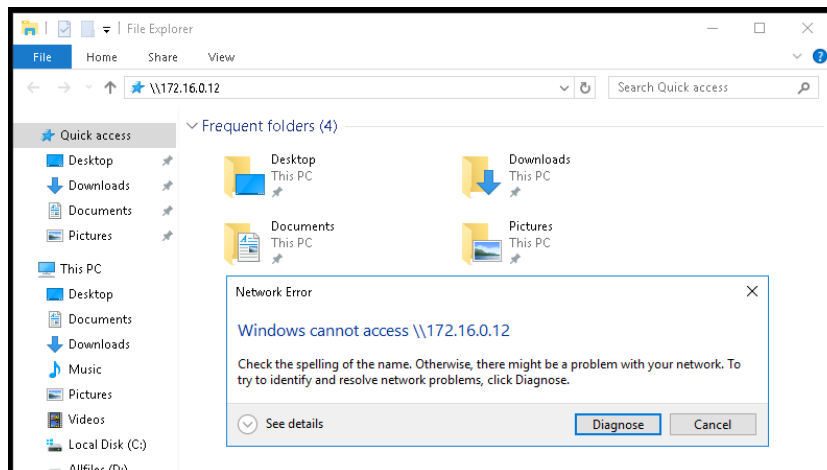 File Explorer
File Home Share View
\\172.16.0.12
Search Quick access
Quick access
Desktop
Downloads
Documents
Pictures
This PC
Desktop
Documents
Downloads
Music
Pictures
Videos
Local Disk (C:)
Allfiles (D:)
Frequent folders (4)
Desktop
This PC
Downloads
This PC
Documents
This PC
Pictures
This PC
Network Error
Windows cannot access \\172.16.0.12
Check the spelling of the name. Otherwise, there might be a problem with your network. To
try to identify and resolve network problems, click Diagnose.
See details
Diagnose Cancel